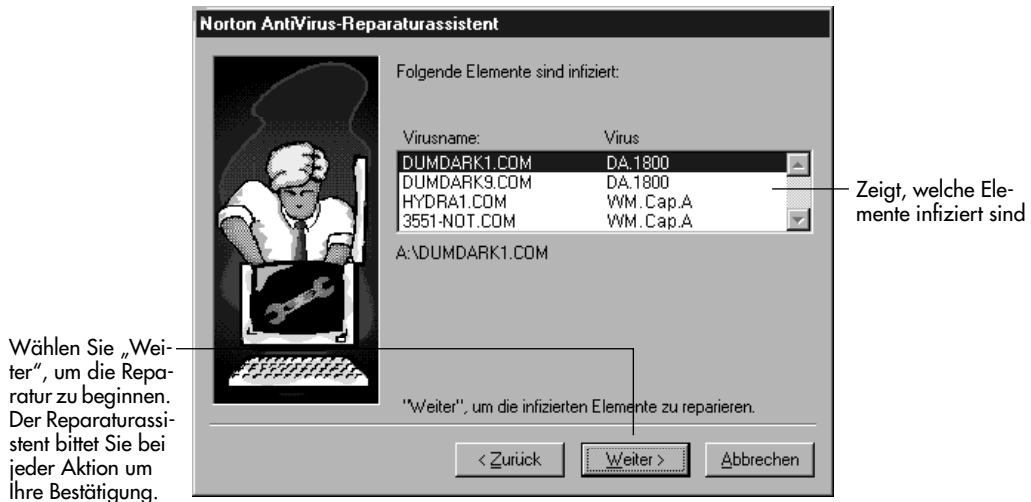 Norton AntiVirus-Reparaturassistent
Folgende Elemente sind infiziert:
Virusname: Virus
DUMDARK1.COM DA.1800
DUMDARK9.COM DA.1800
HYDRA1.COM WM.Cap.A
3551-NOT.COM WM.Cap.A
A:\DUMDARK1.COM
Zeigt, welche Ele-
mente infiziert sind
Wählen Sie „Wei-
ter“, um die Repa-
ratur zu beginnen.
Der Reparaturassi-
stent bittet Sie bei
jeder Aktion um
Ihre Bestätigung.
"Weiter", um die infizierten Elemente zu reparieren.
< Zurück
Weiter >
Abbrechen